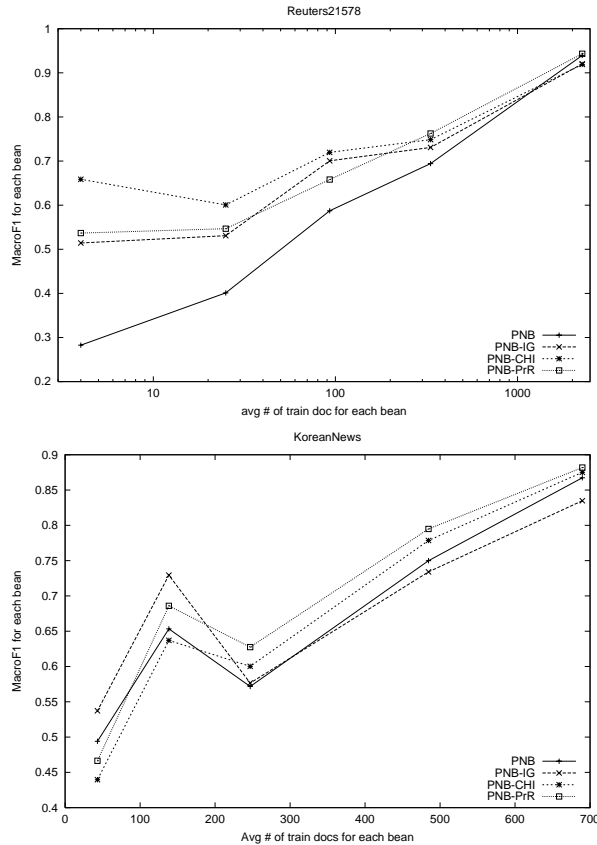 Reuters21578
1
0.9
0.8
0.7
0.6
0.5
0.4
0.3
0.2
MacroF1 for each bean
PNB
PNB-IG
PNB-CHI
PNB-PrR
10 100 1000
avg # of train doc for each bean
KoreanNews
0.9
0.85
0.8
0.75
0.7
0.65
0.6
0.55
0.5
0.45
0.4
MacroF1 for each bean
PNB
PNB-IG
PNB-CHI
PNB-PrR
0 100 200 300 400 500 600 700
Avg # of train docs for each bean